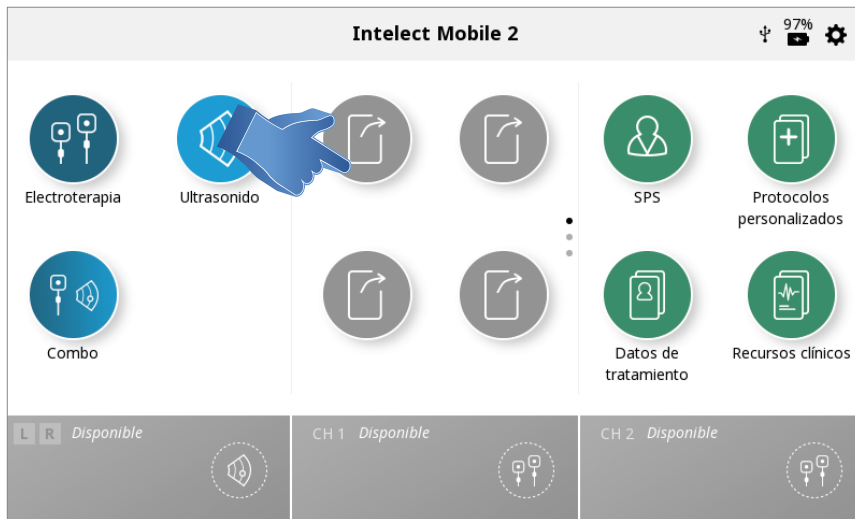 Intelect Mobile 2
97%
Electroterapia
Ultrasonido
SPS
Protocolos
personalizados
Combo
Datos de
tratamiento
Recursos clínicos
L R Disponible
CH 1 Disponible
CH 2 Disponible